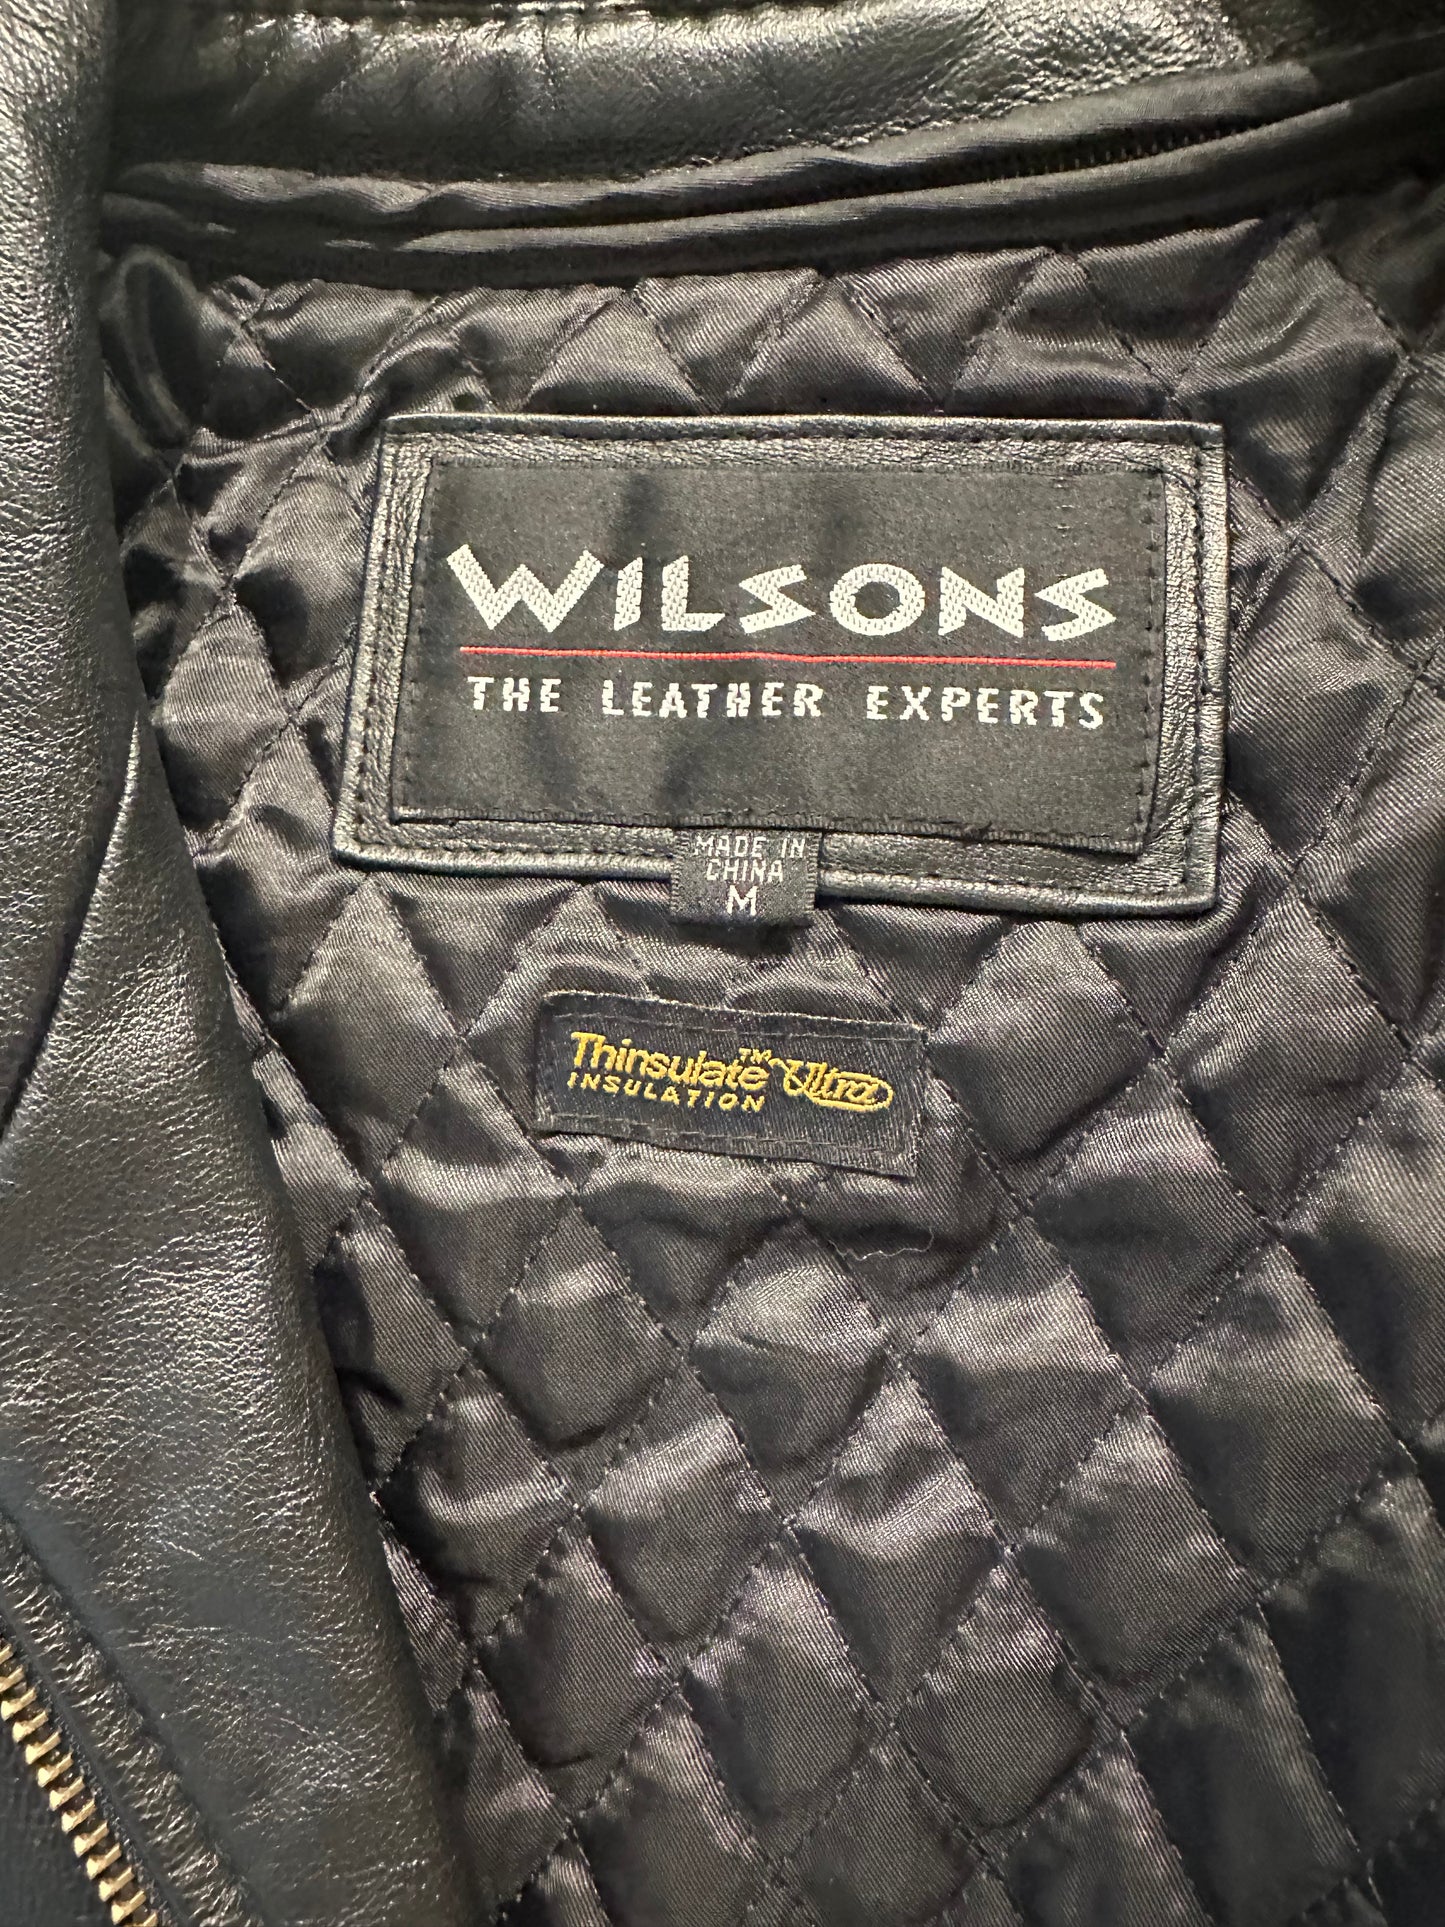 WILSONS
THE LEATHER EXPERTS
MADE IN
CHINA
M
Thinsulate™ Ultra
INSULATION